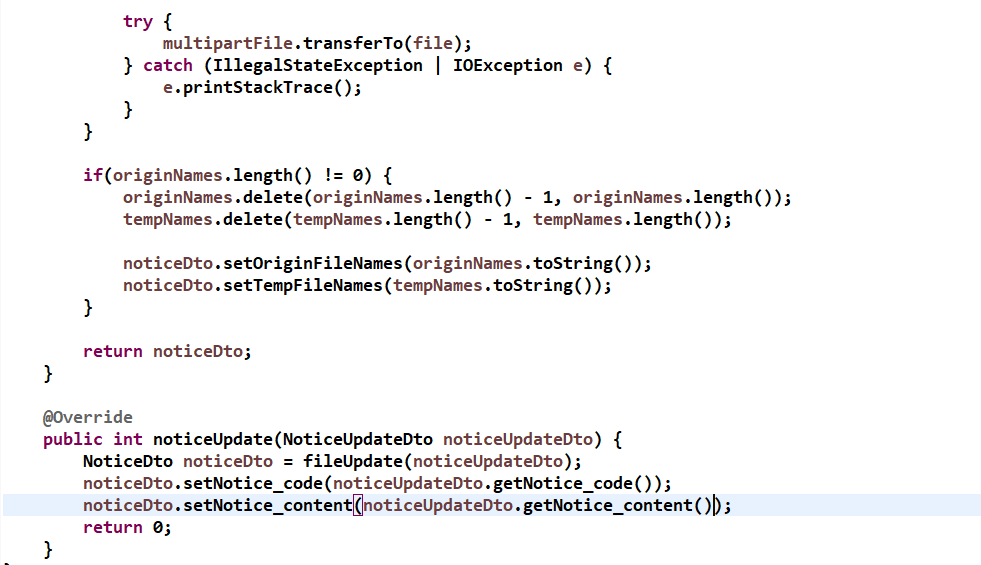 try {
multipartFile.transferTo(file);
} catch (IllegalStateException | IOException e) {
e.printStackTrace();
}
}
if(originNames.length() != 0) {
originNames.delete(originNames.length() - 1, originNames.length());
tempNames.delete(tempNames.length() - 1, tempNames.length());
noticeDto.setOriginFileNames(originNames.toString());
noticeDto.setTempFileNames(tempNames.toString());
}
return noticeDto;
}
@Override
public int noticeUpdate(NoticeUpdateDto noticeUpdateDto) {
NoticeDto noticeDto = fileUpdate(noticeUpdateDto);
noticeDto.setNotice_code(noticeUpdateDto.getNotice_code());
noticeDto.setNotice_content(noticeUpdateDto.getNotice_content());
return 0;
}